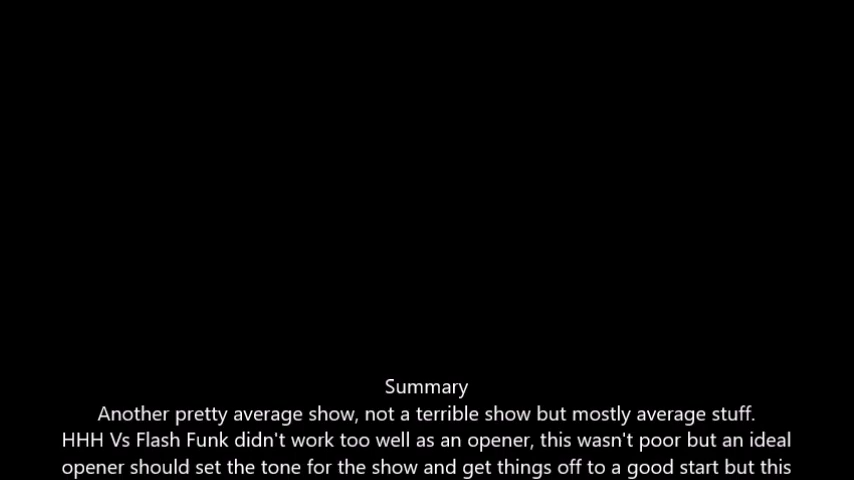 Summary
Another pretty average show, not a terrible show but mostly average stuff.
HHH Vs Flash Funk didn't work too well as an opener, this wasn't poor but an ideal
opener should set the tone for the show and get things off to a good start but this